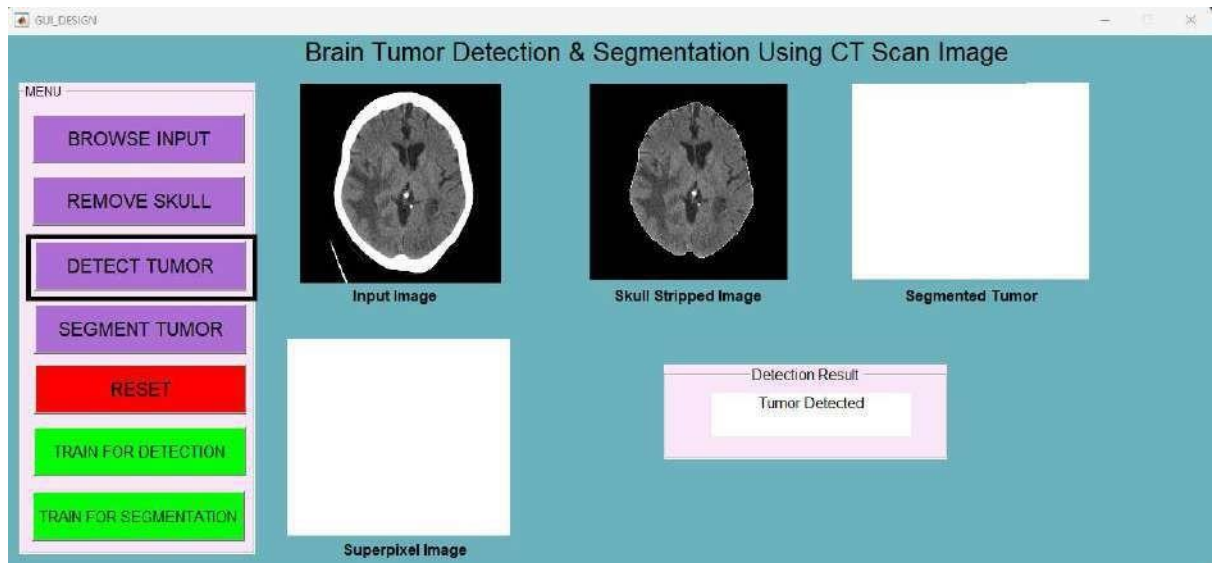 GUI_DESIGN
Brain Tumor Detection & Segmentation Using CT Scan Image
MENU
BROWSE INPUT
REMOVE SKULL
DETECT TUMOR
SEGMENT TUMOR
RESET
TRAIN FOR DETECTION
TRAIN FOR SEGMENTATION
Input Image
Skull Stripped Image
Segmented Tumor
Superpixel Image
Detection Result
Tumor Detected